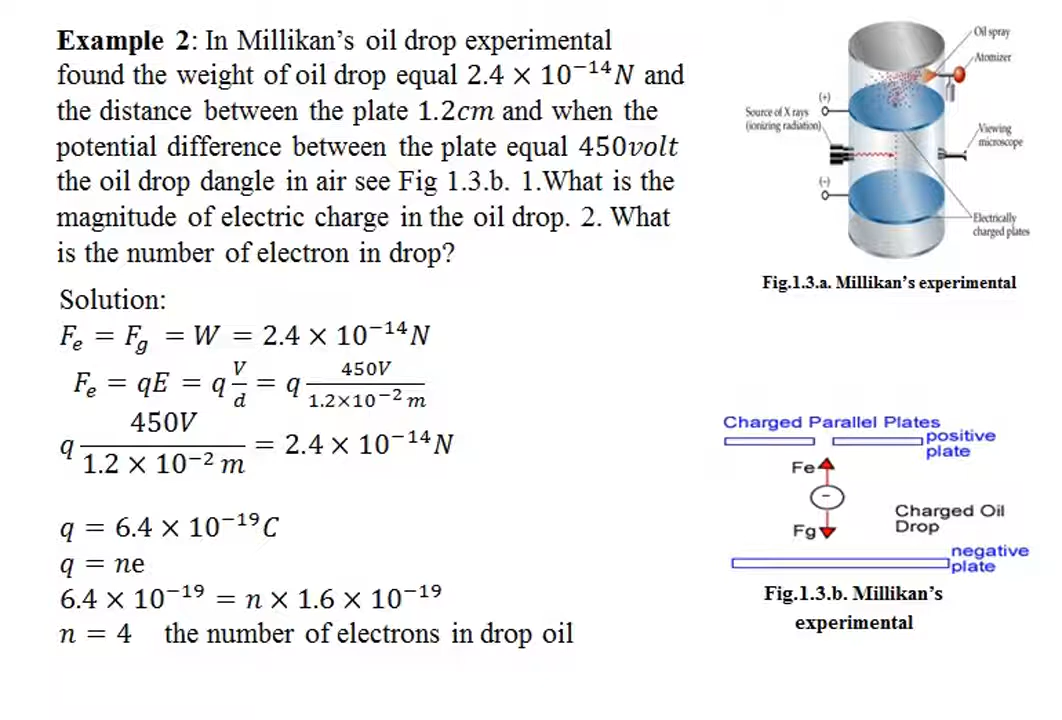 Example 2: In Millikan's oil drop experimental
found the weight of oil drop equal 2.4 × 10⁻¹⁴N and
the distance between the plate 1.2cm and when the
potential difference between the plate equal 450volt
the oil drop dangle in air see Fig 1.3.b. 1.What is the
magnitude of electric charge in the oil drop. 2. What
is the number of electron in drop?
Solution:
Fₑ = F_g = W = 2.4 × 10⁻¹⁴N
Fₑ = qE = q V/d = q 450V/1.2×10⁻² m
q 450V/1.2 × 10⁻² m = 2.4 × 10⁻¹⁴N
q = 6.4 × 10⁻¹⁹C
q = ne
6.4 × 10⁻¹⁹ = n × 1.6 × 10⁻¹⁹
n = 4 the number of electrons in drop oil
Oil spray
Atomizer
(+)
Source of X rays
(ionizing radiation)
Viewing
microscope
(-)
Electrically
charged plates
Fig.1.3.a. Millikan's experimental
Charged Parallel Plates
positive
plate
Fe
-
Charged Oil
Drop
Fg
negative
plate
Fig.1.3.b. Millikan's
experimental